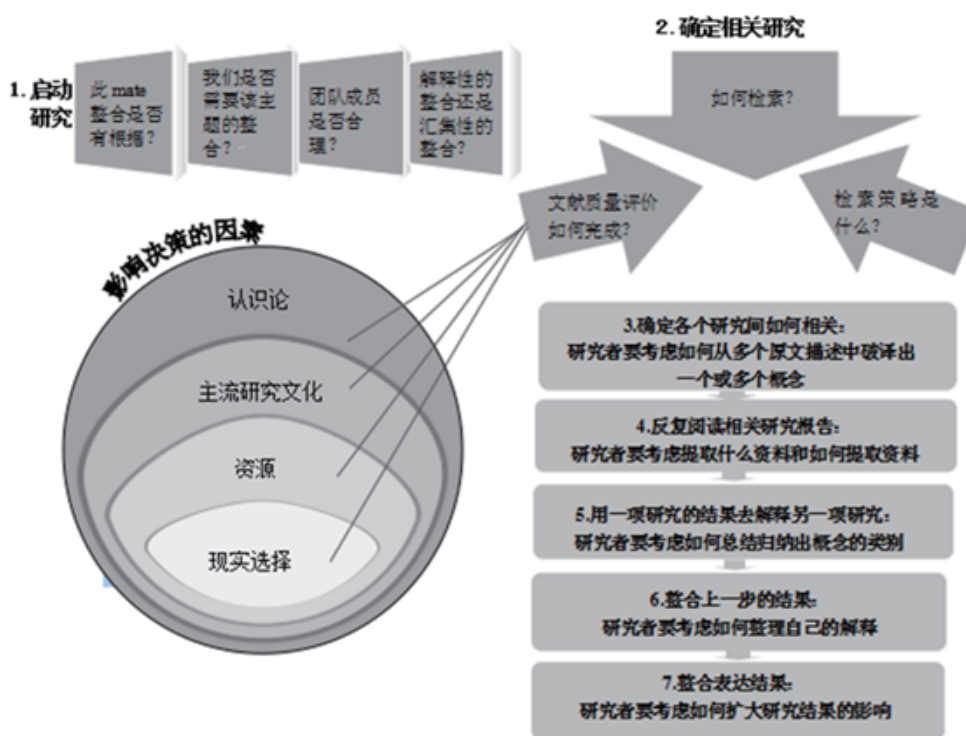 1. 启动
研究
此 mate
整合是否
有根据?
我们是否
需要该主
题的整
合?
团队成员
是否合
理?
解释性的
整合还是
汇集性的
整合?
2. 确定相关研究
如何检索?
文献质量评价
如何完成?
检索策略是
什么?
影响决策的因素
认识论
主流研究文化
资源
现实选择
3.确定各个研究间如何相关:
研究者要考虑如何从多个原文描述中破译出
一个或多个概念
4.反复阅读相关研究报告:
研究者要考虑提取什么资料和如何提取资料
5.用一项研究的结果去解释另一项研究:
研究者要考虑如何总结归纳出概念的类别
6.整合上一步的结果:
研究者要考虑如何整理自己的解释
7.整合表达结果:
研究者要考虑如何扩大研究结果的影响